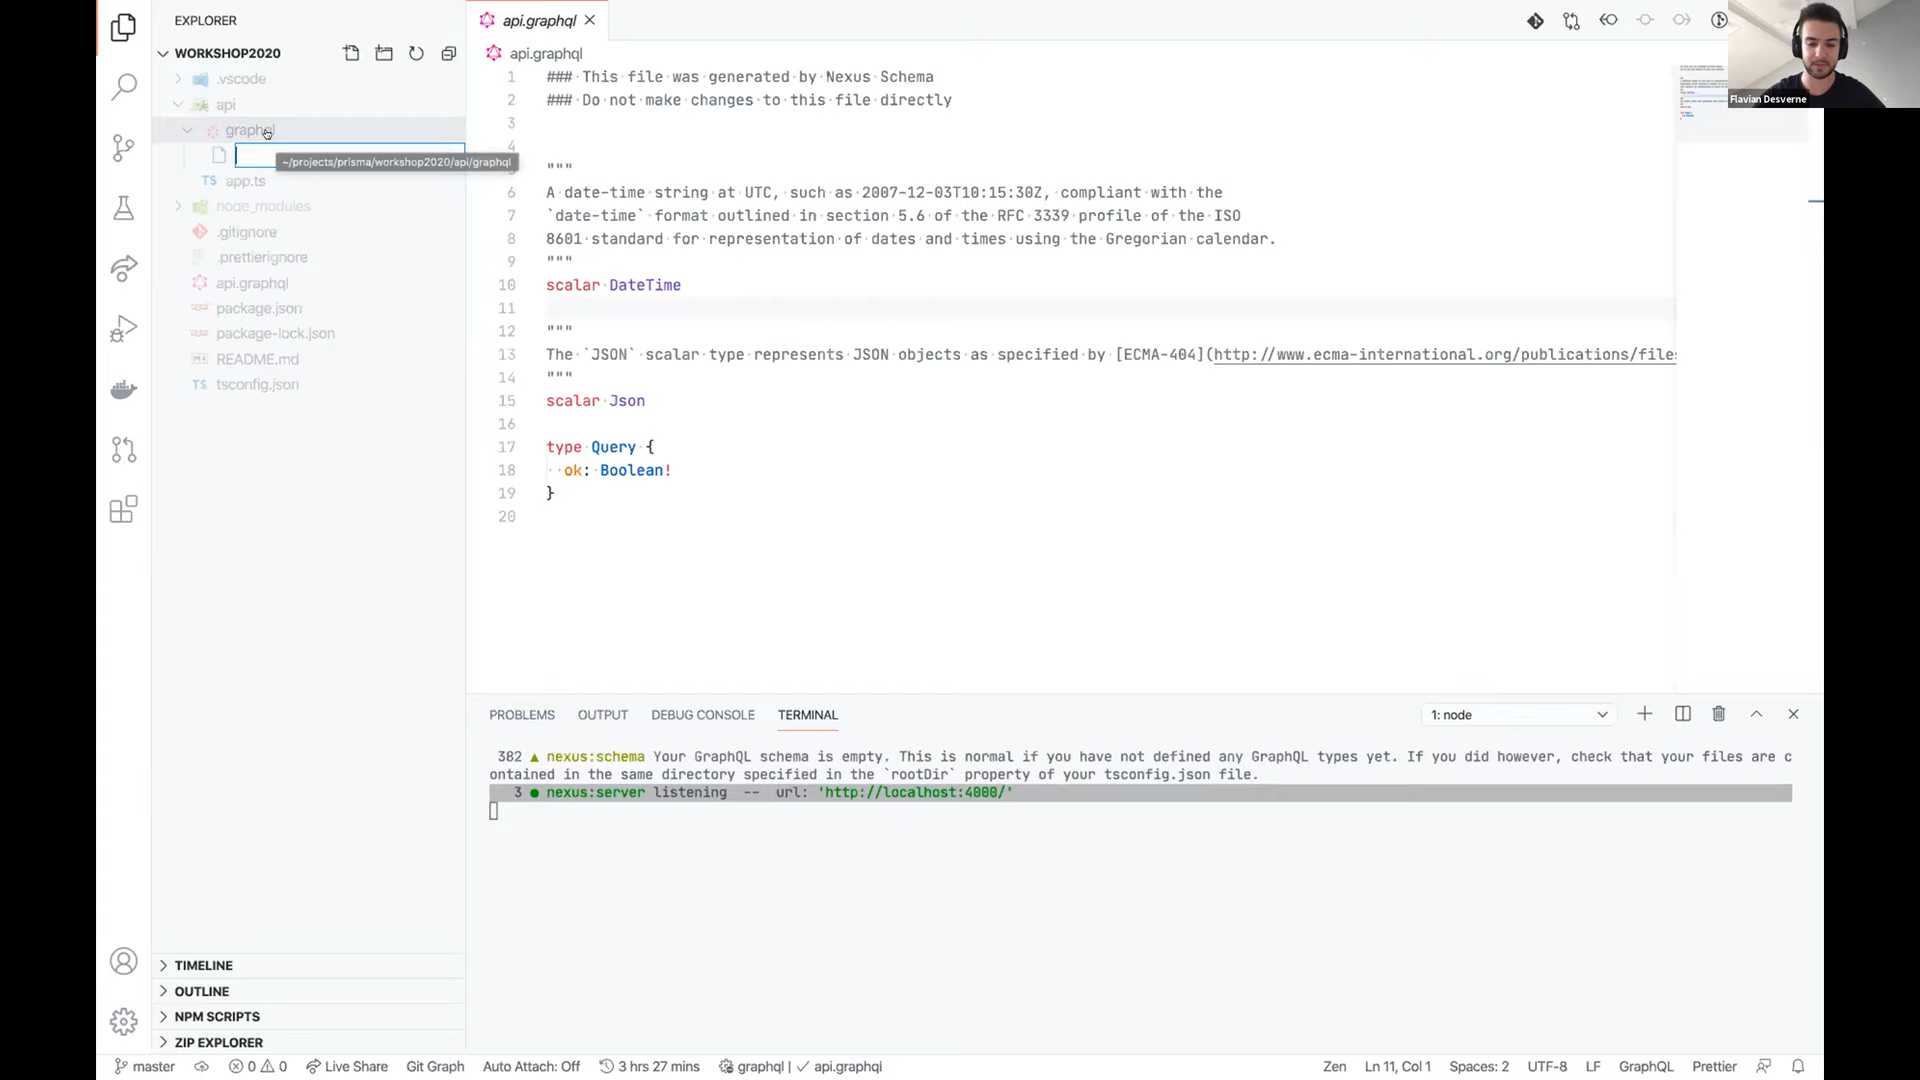 EXPLORER
WORKSHOP2020
.vscode
api
graphql
~/projects/prisma/workshop2020/api/graphql
TS app.ts
node_modules
.gitignore
.prettierignore
api.graphql
package.json
package-lock.json
README.md
TS tsconfig.json
TIMELINE
OUTLINE
NPM SCRIPTS
ZIP EXPLORER
api.graphql
api.graphql
1 ### This file was generated by Nexus Schema
2 ### Do not make changes to this file directly
3
4
"""
6 A date-time string at UTC, such as 2007-12-03T10:15:30Z, compliant with the
7 `date-time` format outlined in section 5.6 of the RFC 3339 profile of the ISO
8 8601 standard for representation of dates and times using the Gregorian calendar.
9 """
10 scalar DateTime
11
12 """
13 The `JSON` scalar type represents JSON objects as specified by [ECMA-404](http://www.ecma-international.org/publications/files
14 """
15 scalar Json
16
17 type Query {
18 ok: Boolean!
19 }
20
Flavian Desverne
PROBLEMS OUTPUT DEBUG CONSOLE TERMINAL
1: node
382 ▲ nexus:schema Your GraphQL schema is empty. This is normal if you have not defined any GraphQL types yet. If you did however, check that your files are c
ontained in the same directory specified in the `rootDir` property of your tsconfig.json file.
3 ● nexus:server listening -- url: 'http://localhost:4000/'
master 0 0 Live Share Git Graph Auto Attach: Off 3 hrs 27 mins graphql | ✓ api.graphql Zen Ln 11, Col 1 Spaces: 2 UTF-8 LF GraphQL Prettier